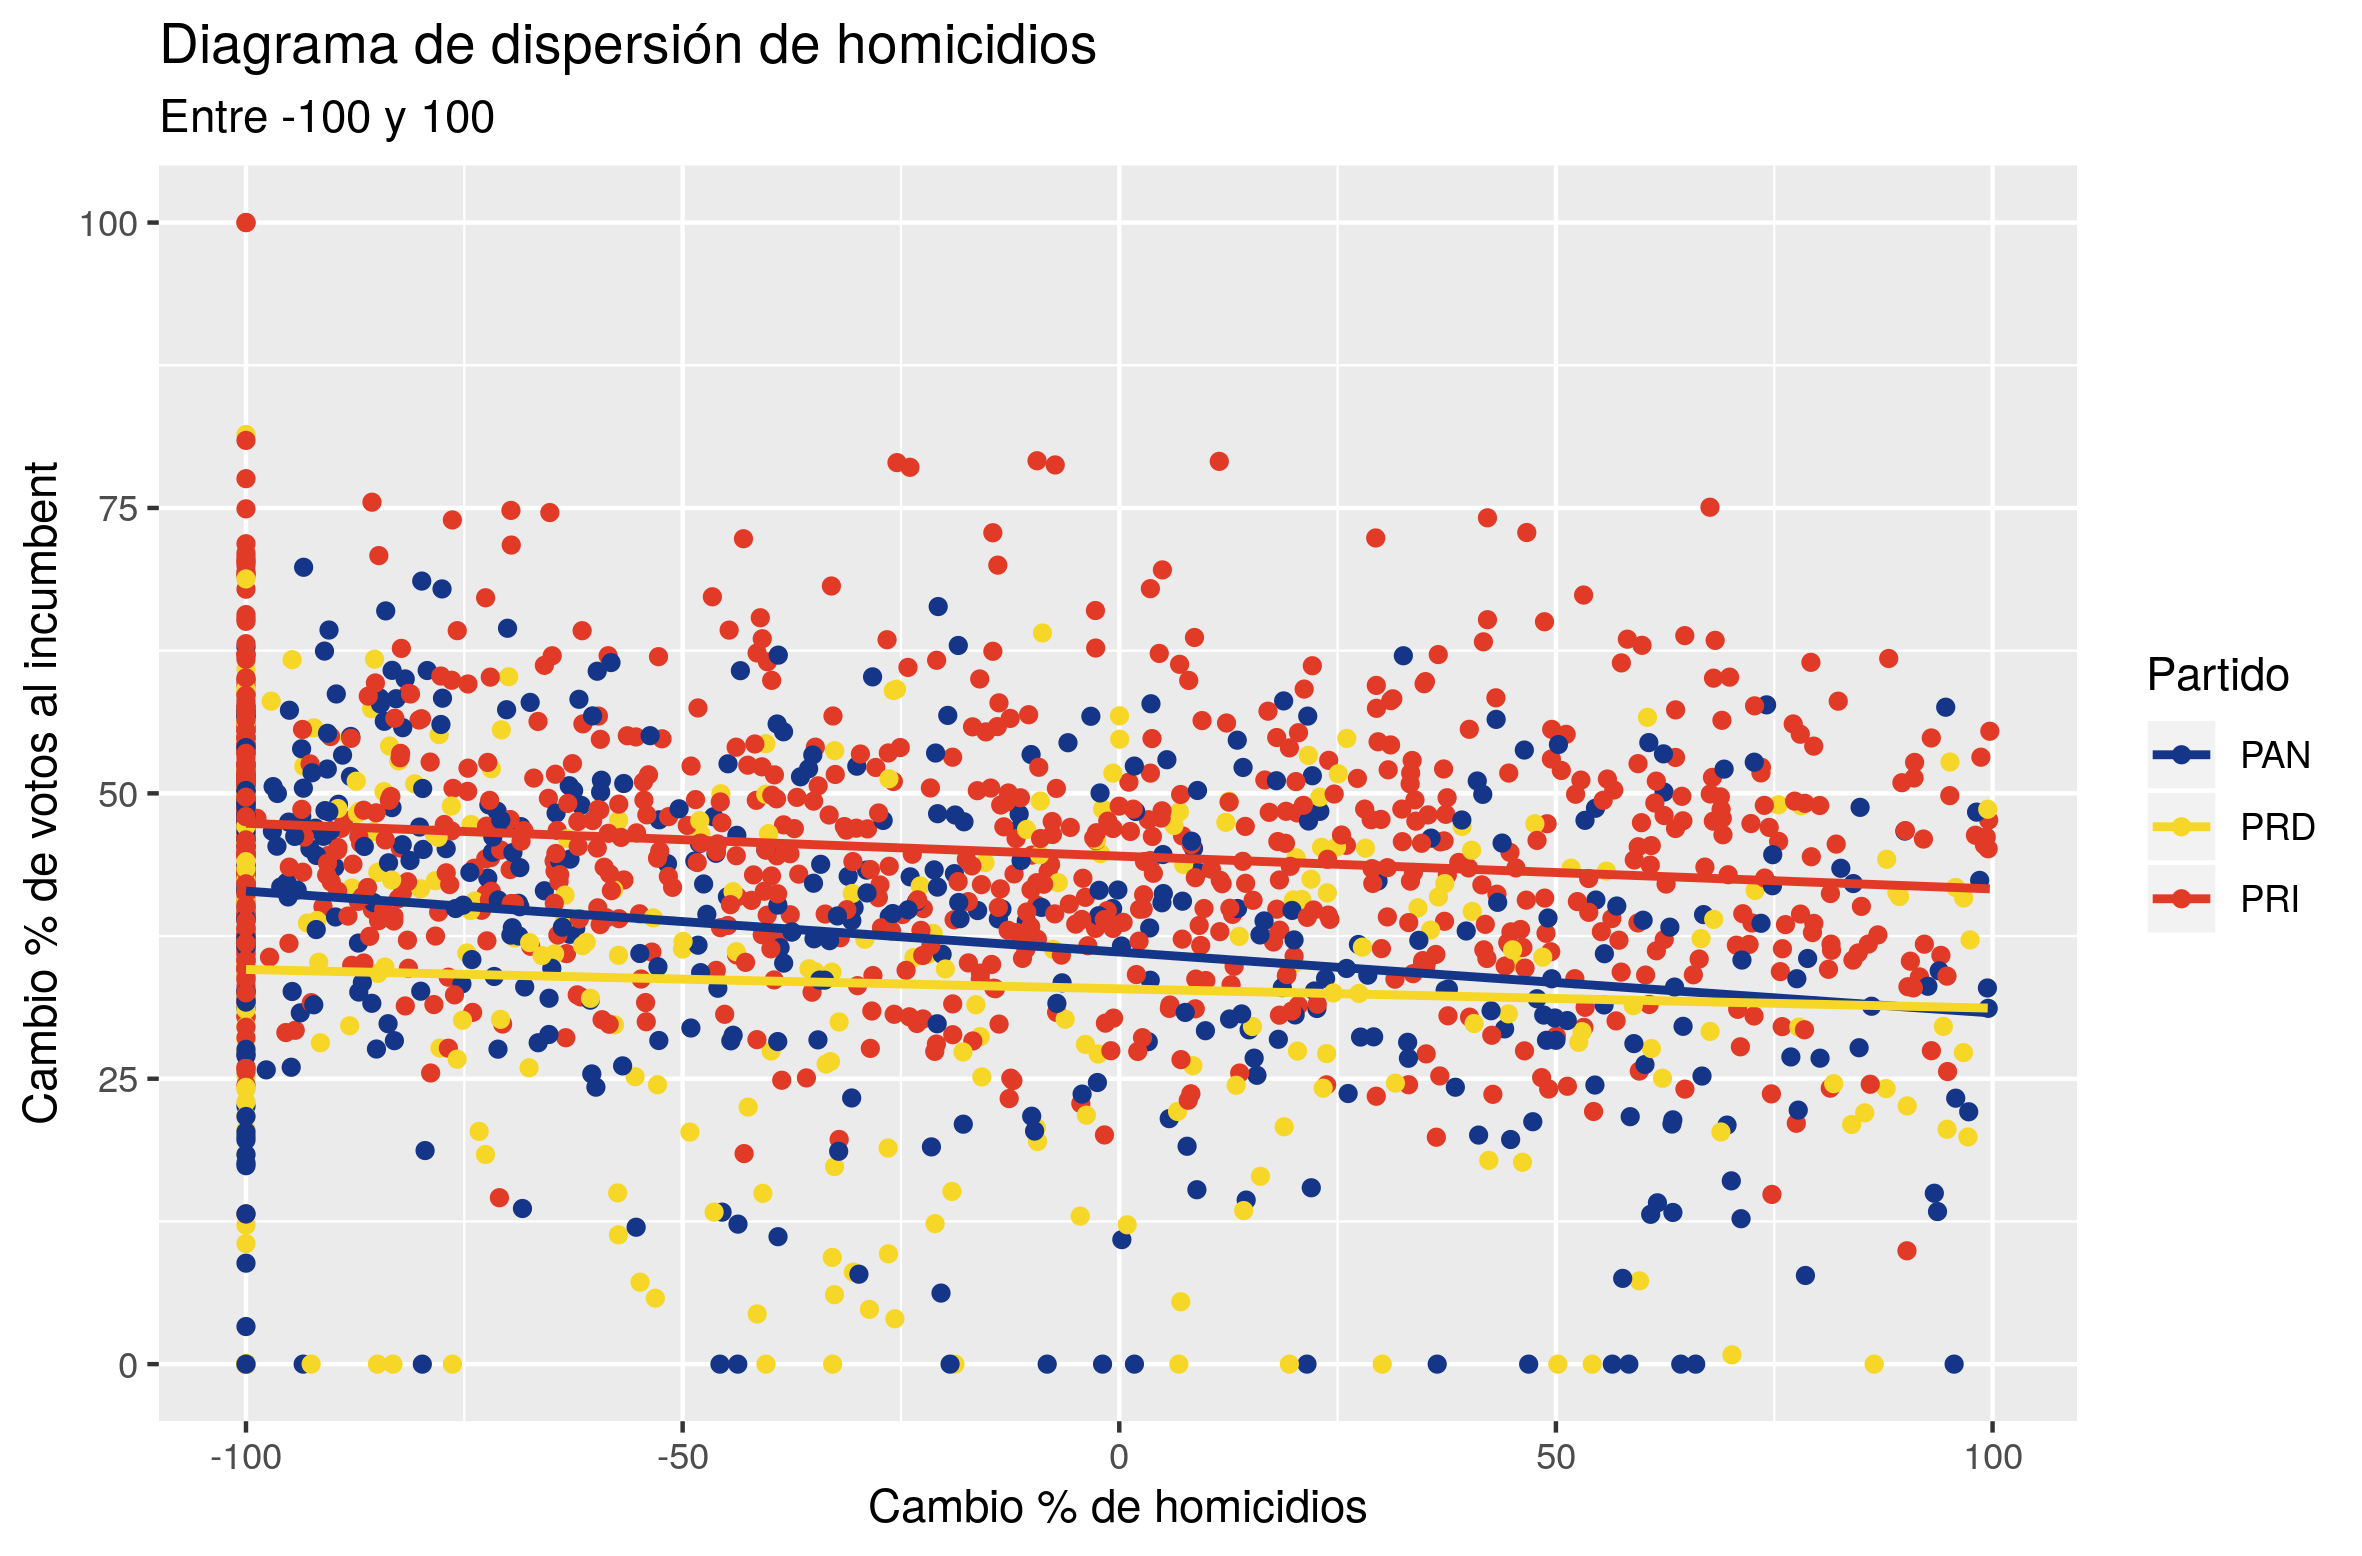 Diagrama de dispersión de homicidios
Entre -100 y 100
Cambio % de votos al incumbent
100
75
50
25
0
-100
-50
0
50
100
Cambio % de homicidios
Partido
PAN
PRD
PRI